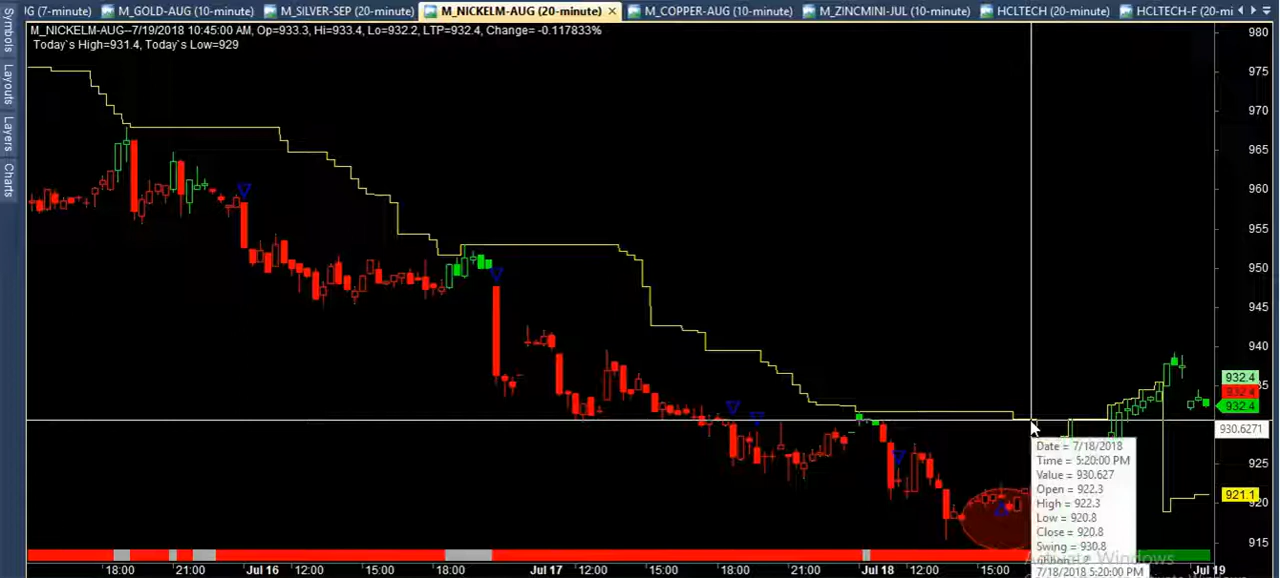 IG (7-minute) M_GOLD-AUG (10-minute) M_SILVER-SEP (20-minute) M_NICKELM-AUG (20-minute) × M_COPPER-AUG (10-minute) M_ZINCMINI-JUL (20-minute) HCLTECH (20-minute) HCLTECH-F (20-mi
Symbols
Layouts
Layers
Charts
M_NICKELM-AUG--7/19/2018 10:45:00 AM, Op=933.3, Hi=933.4, Lo=932.2, LTP=932.4, Change= -0.117833%
Today`s High=931.4, Today`s Low=929
980
975
970
965
960
955
950
945
940
932.4
932.4
932.4
930.6271
925
921.1
920
915
Date = 7/18/2018
Time = 5:20:00 PM
Value = 930.627
Open = 922.3
High = 922.3
Low = 920.8
Close = 920.8
Swing = 930.8
Activate Windows
7/18/2018 5:20:00 PM
18:00 21:00 Jul 16 12:00 15:00 18:00 Jul 17 12:00 15:00 18:00 21:00 Jul 18 15:00 Jul 19